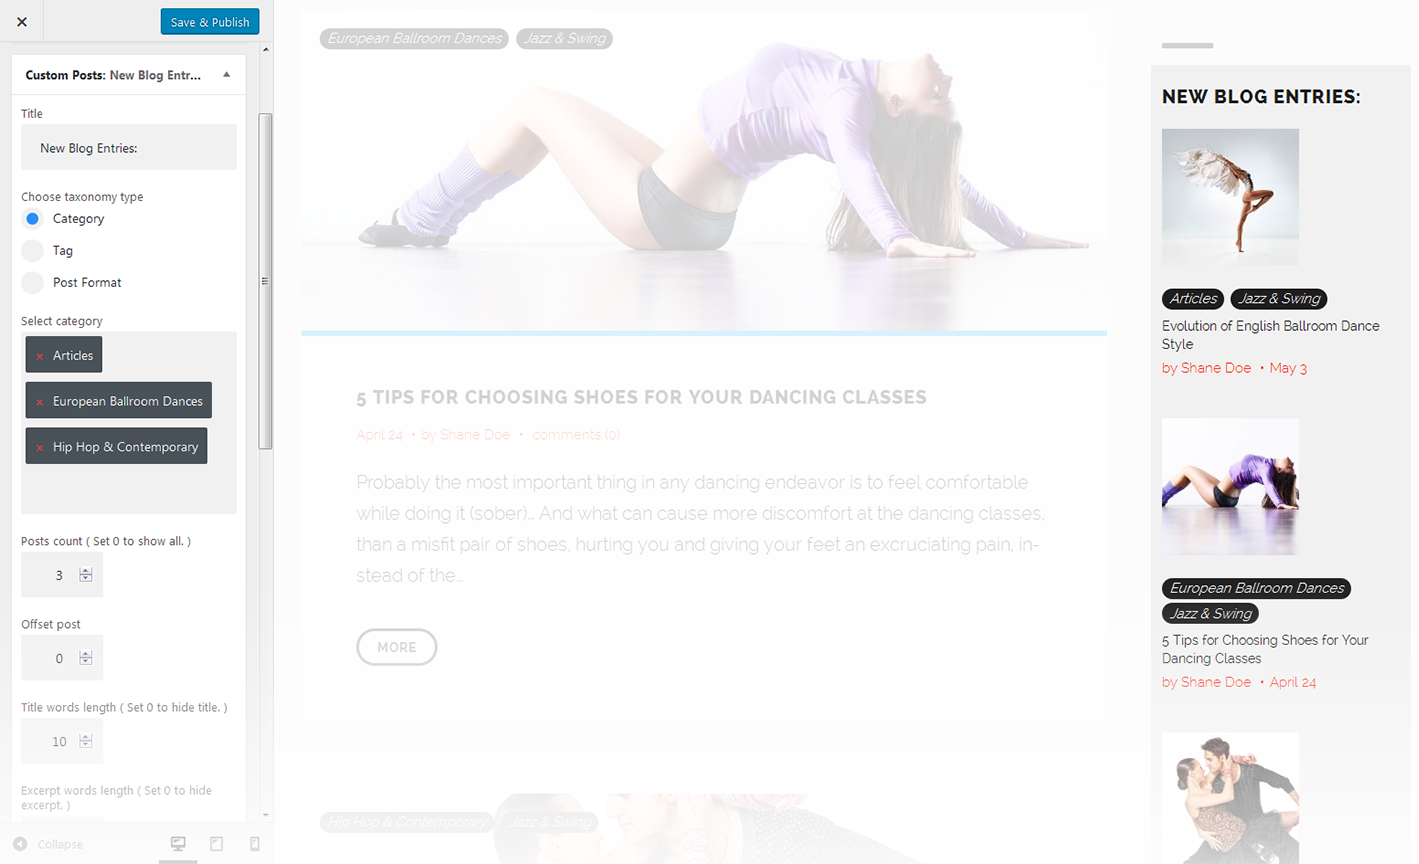 Save & Publish
Custom Posts: New Blog Entr...
Title
New Blog Entries:
Choose taxonomy type
Category
Tag
Post Format
Select category
× Articles
× European Ballroom Dances
× Hip Hop & Contemporary
Posts count ( Set 0 to show all. )
3
Offset post
0
Title words length ( Set 0 to hide title. )
10
Excerpt words length ( Set 0 to hide
excerpt. )
Collapse
European Ballroom Dances Jazz & Swing
5 TIPS FOR CHOOSING SHOES FOR YOUR DANCING CLASSES
April 24 • by Shane Doe • comments (0)
Probably the most important thing in any dancing endeavor is to feel comfortable
while doing it (sober)… And what can cause more discomfort at the dancing classes,
than a misfit pair of shoes, hurting you and giving your feet an excruciating pain, in-
stead of the…
MORE
Hip Hop & Contemporary Jazz & Swing
NEW BLOG ENTRIES:
Articles Jazz & Swing
Evolution of English Ballroom Dance
Style
by Shane Doe • May 3
European Ballroom Dances
Jazz & Swing
5 Tips for Choosing Shoes for Your
Dancing Classes
by Shane Doe • April 24